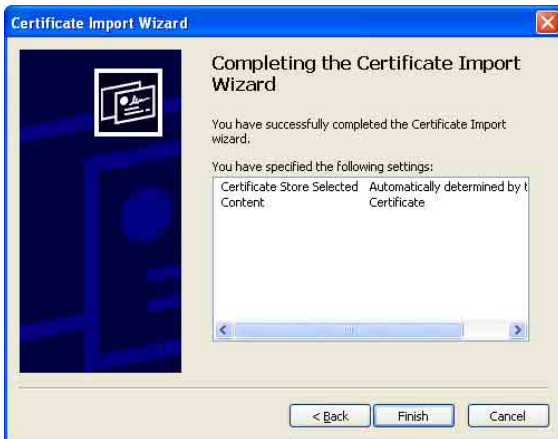 Certificate Import Wizard
Completing the Certificate Import
Wizard
You have successfully completed the Certificate Import
wizard.
You have specified the following settings:
Certificate Store Selected Automatically determined by t
Content Certificate
< Back Finish Cancel